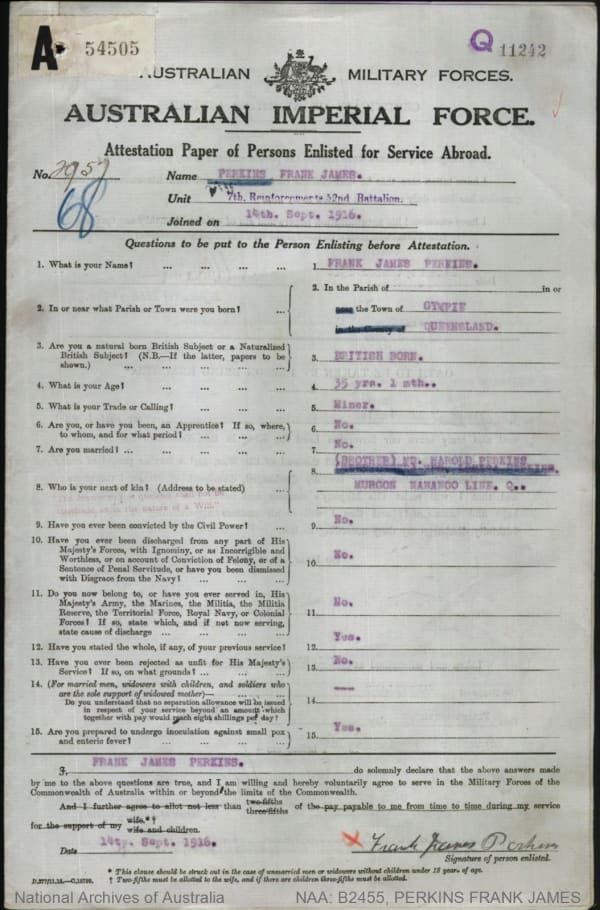 A 54505
Q 11242
AUSTRALIAN MILITARY FORCES.
AUSTRALIAN IMPERIAL FORCE.
Attestation Paper of Persons Enlisted for Service Abroad.
No. 2957 Name PERKINS FRANK JAMES.
68
Unit 7th. Reinforcements 52nd Battalion.
Joined on 14th. Sept. 1916.
Questions to be put to the Person Enlisting before Attestation.
1. What is your Name? ... ... ... ... 1. FRANK JAMES PERKINS.
2. In or near what Parish or Town were you born? ...
2. In the Parish of in or
near the Town of GYMPIE
in the County of QUEENSLAND.
3. Are you a natural born British Subject or a Naturalized
British Subject? (N.B.—If the latter, papers to be
shown.) ... ... ... ...
3. BRITISH BORN.
4. What is your Age? ... ... ... ... 4. 35 yrs. 1 mth..
5. What is your Trade or Calling? ... ... ... 5. Miner.
6. Are you, or have you been, an Apprentice? If so, where,
to whom, and for what period? ... ... ...
6. No.
7. Are you married? ... ... ... ... ... 7. No.
8. Who is your next of kin? (Address to be stated) ...
8. (BROTHER) MR. HAROLD PERKINS
MURGON NANANGO LINE. Q..
9. Have you ever been convicted by the Civil Power? ... 9. No.
10. Have you ever been discharged from any part of His
Majesty's Forces, with Ignominy, or as Incorrigible and
Worthless, or on account of Conviction of Felony, or of a
Sentence of Penal Servitude, or have you been dismissed
with Disgrace from the Navy? ... ... ...
10. No.
11. Do you now belong to, or have you ever served in, His
Majesty's Army, the Marines, the Militia, the Militia
Reserve, the Territorial Force, Royal Navy, or Colonial
Forces? If so, state which, and if not now serving,
state cause of discharge ... ... ... ...
11. No.
12. Have you stated the whole, if any, of your previous service? 12. Yes.
13. Have you ever been rejected as unfit for His Majesty's
Service? If so, on what grounds? ... ... ...
13. No.
14. (For married men, widowers with children, and soldiers who
are the sole support of widowed mother)—
Do you understand that no separation allowance will be issued
in respect of your service beyond an amount which
together with pay would reach eight shillings per day?
14. —
15. Are you prepared to undergo inoculation against small pox
and enteric fever? ... ... ... ...
15. Yes.
I, FRANK JAMES PERKINS. do solemnly declare that the above answers made
by me to the above questions are true, and I am willing and hereby voluntarily agree to serve in the Military Forces of the
Commonwealth of Australia within or beyond the limits of the Commonwealth.
And I further agree to allot not less than two-fifths three-fifths of the pay payable to me from time to time during my service
for the support of my wife.*† wife and children.
Date 14ty. Sept. 1916.
Frank James Perkins
Signature of person enlisted.
* This clause should be struck out in the case of unmarried men or widowers without children under 18 years of age.
† Two-fifths must be allotted to the wife, and if there are children three-fifths must be allotted.
National Archives of Australia
NAA: B2455, PERKINS FRANK JAMES